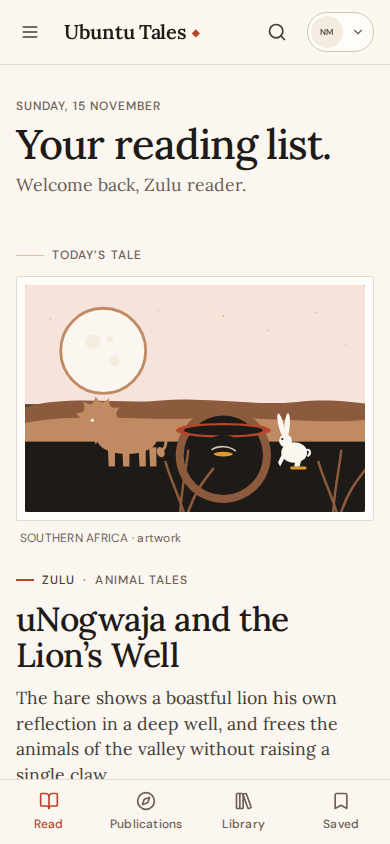 Ubuntu Tales
NM
SUNDAY, 15 NOVEMBER
Your reading list.
Welcome back, Zulu reader.
TODAY'S TALE
SOUTHERN AFRICA · artwork
ZULU · ANIMAL TALES
uNogwaja and the
Lion’s Well
The hare shows a boastful lion his own
reflection in a deep well, and frees the
animals of the valley without raising a
single claw.
Read
Publications
Library
Saved